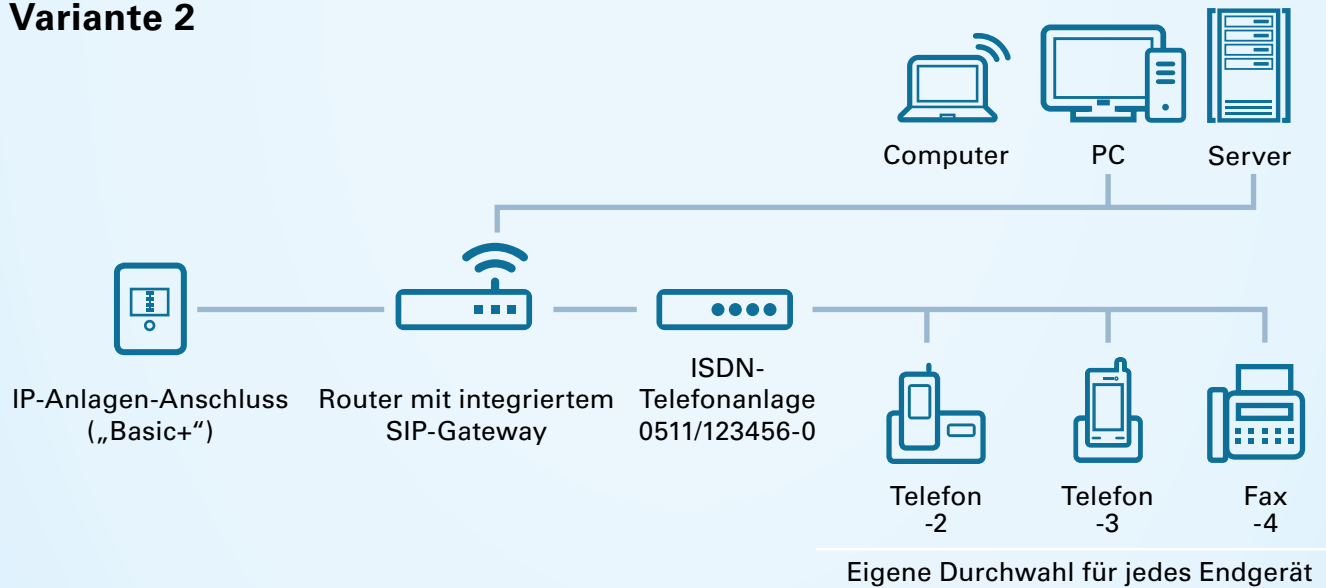 Variante 2
Computer
PC
Server
IP-Anlagen-Anschluss
(„Basic+“)
Router mit integriertem
SIP-Gateway
ISDN-
Telefonanlage
0511/123456-0
Telefon
-2
Telefon
-3
Fax
-4
Eigene Durchwahl für jedes Endgerät